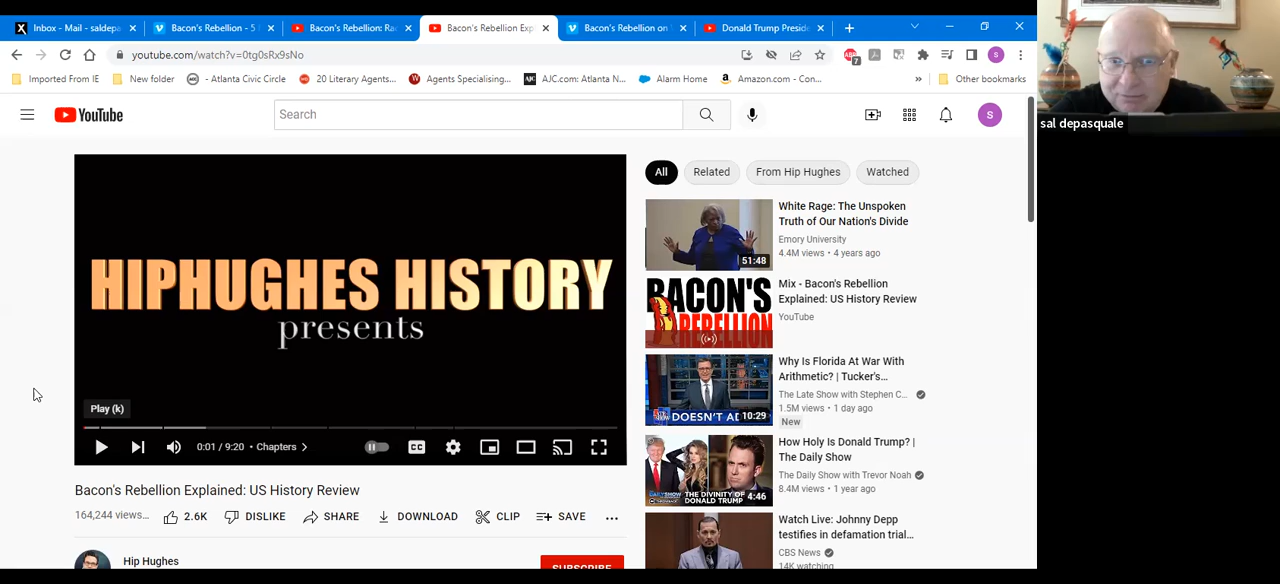 Inbox - Mail - saldepa
Bacon's Rebellion - 5
Bacon's Rebellion: Ra
Bacon's Rebellion Exp
Bacon's Rebellion on
Donald Trump Preside
youtube.com/watch?v=0tg0sRx9sNo
Imported From IE
New folder
- Atlanta Civic Circle
20 Literary Agents...
Agents Specialising...
AJC.com: Atlanta N...
Alarm Home
Amazon.com - Con...
Other bookmarks
YouTube
Search
S
sal depasquale
HIPHUGHES HISTORY
presents
Play (k)
0:01 / 9:20 • Chapters
CC
Bacon's Rebellion Explained: US History Review
164,244 views...
2.6K
DISLIKE
SHARE
DOWNLOAD
CLIP
SAVE
Hip Hughes
SUBSCRIBE
All
Related
From Hip Hughes
Watched
51:48
White Rage: The Unspoken
Truth of Our Nation's Divide
Emory University
4.4M views • 4 years ago
BACON'S
REBELLION
Mix - Bacon's Rebellion
Explained: US History Review
YouTube
DOESN'T AD
10:29
Why Is Florida At War With
Arithmetic? | Tucker's...
The Late Show with Stephen C...
1.5M views • 1 day ago
New
THE DIVINITY OF
DONALD TRUMP
4:46
How Holy Is Donald Trump? |
The Daily Show
The Daily Show with Trevor Noah
8.4M views • 1 year ago
Watch Live: Johnny Depp
testifies in defamation trial...
CBS News
14K watching